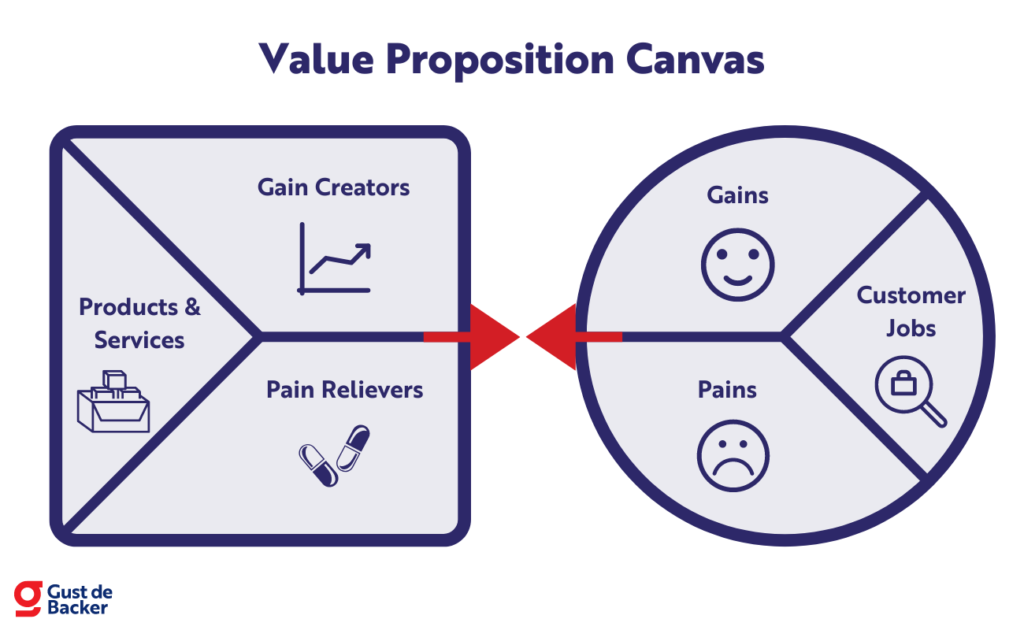 Value Proposition Canvas
Gain Creators
Products &
Services
Pain Relievers
Gains
Customer
Jobs
Pains
Gust de
Backer